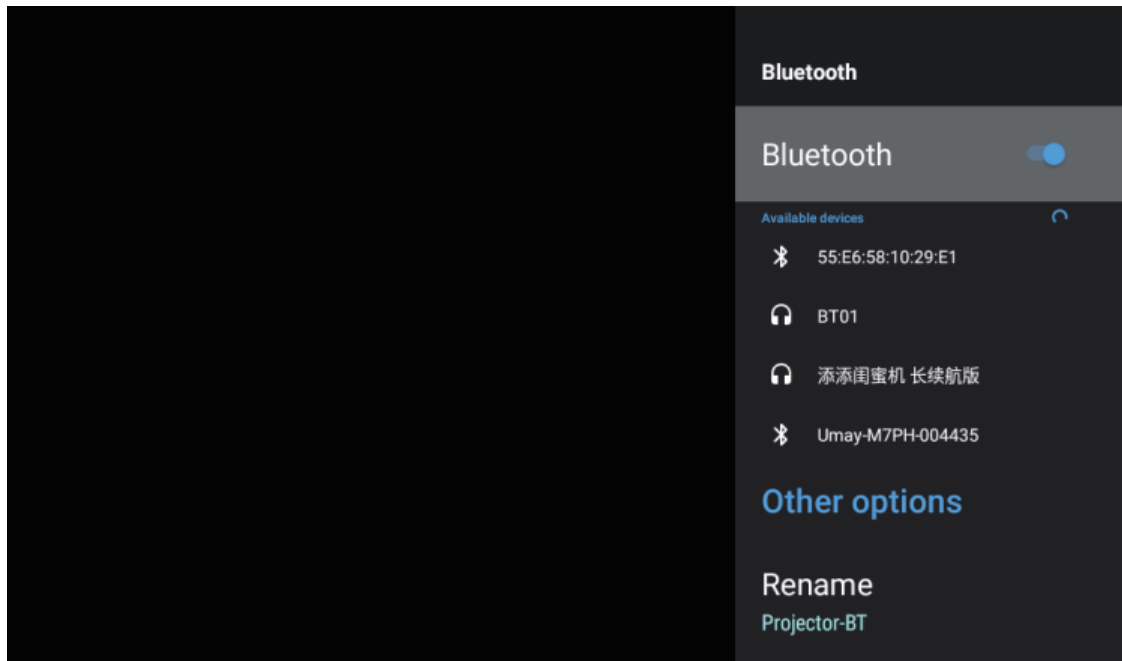 Bluetooth
Bluetooth
Available devices
55:E6:58:10:29:E1
BT01
添添闺蜜机 长续航版
Umay-M7PH-004435
Other options
Rename
Projector-BT